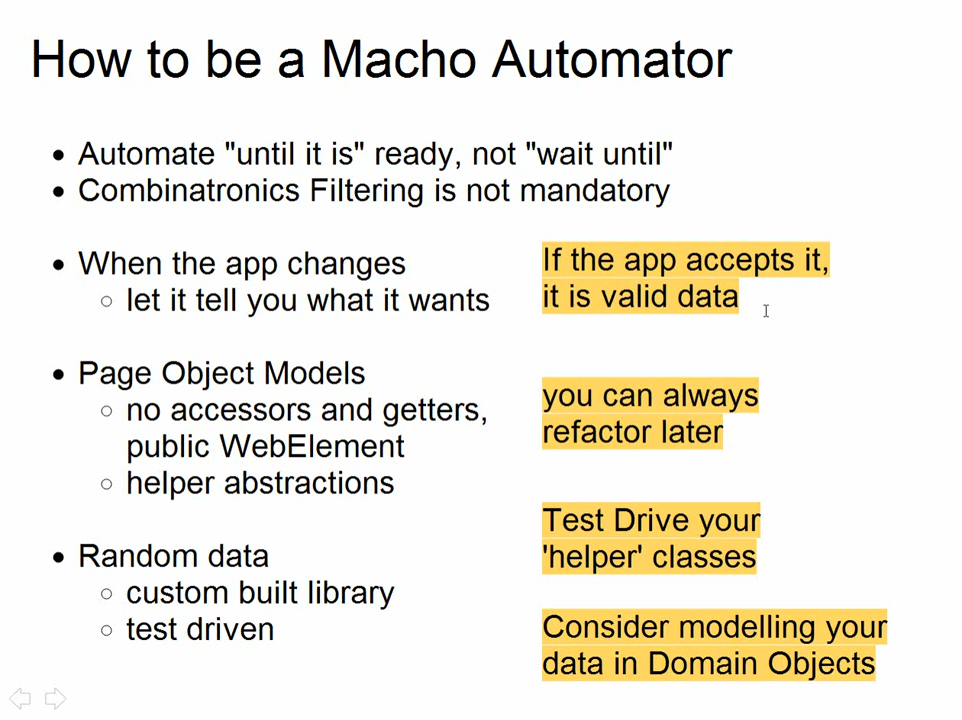 How to be a Macho Automator
Automate "until it is" ready, not "wait until"
Combinatronics Filtering is not mandatory
When the app changes
let it tell you what it wants
If the app accepts it,
it is valid data
Page Object Models
no accessors and getters,
public WebElement
helper abstractions
you can always
refactor later
Test Drive your
'helper' classes
Random data
custom built library
test driven
Consider modelling your
data in Domain Objects